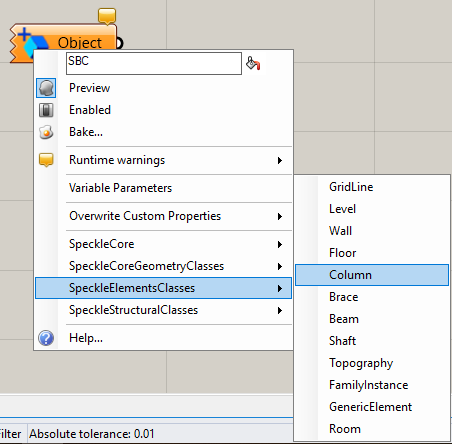 Object
SBC
Preview
Enabled
Bake...
Runtime warnings
Variable Parameters
Overwrite Custom Properties
SpeckleCore
SpeckleCoreGeometryClasses
SpeckleElementsClasses
SpeckleStructuralClasses
Help...
GridLine
Level
Wall
Floor
Column
Brace
Beam
Shaft
Topography
FamilyInstance
GenericElement
Room
Filter Absolute tolerance: 0.01